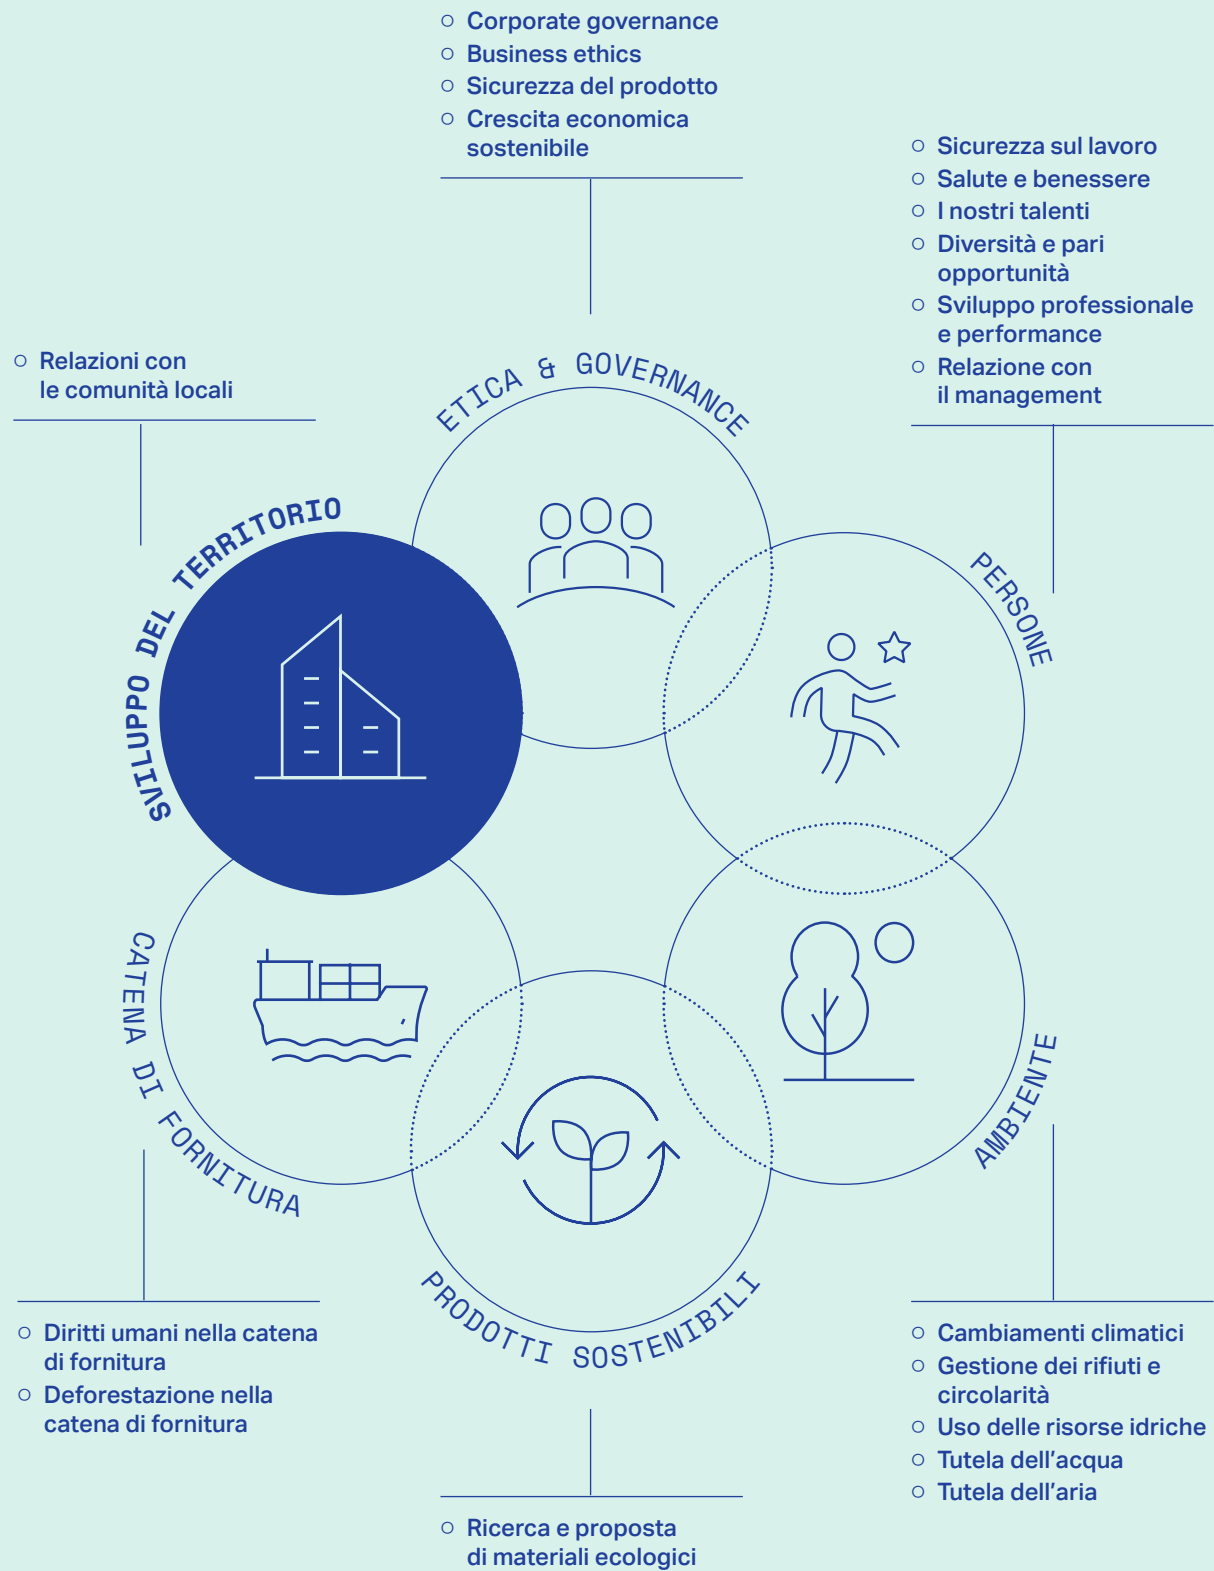 Corporate governance
Business ethics
Sicurezza del prodotto
Crescita economica
sostenibile
Sicurezza sul lavoro
Salute e benessere
I nostri talenti
Diversità e pari
opportunità
Sviluppo professionale
e performance
Relazione con
il management
Relazioni con
le comunità locali
ETICA & GOVERNANCE
SVILUPPO DEL TERRITORIO
PERSONE
CATENA DI FORNITURA
AMBIENTE
PRODOTTI SOSTENIBILI
Diritti umani nella catena
di fornitura
Deforestazione nella
catena di fornitura
Cambiamenti climatici
Gestione dei rifiuti e
circolarità
Uso delle risorse idriche
Tutela dell’acqua
Tutela dell’aria
Ricerca e proposta
di materiali ecologici